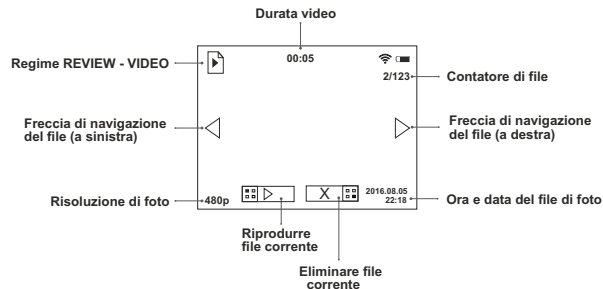 Durata video
Regime REVIEW - VIDEO
00:05
2/123
Contatore di file
Freccia di navigazione
del file (a sinistra)
Freccia di navigazione
del file (a destra)
Risoluzione di foto
480p
X
2016.08.05
22:18
Ora e data del file di foto
Riprodurre
file corrente
Eliminare file
corrente